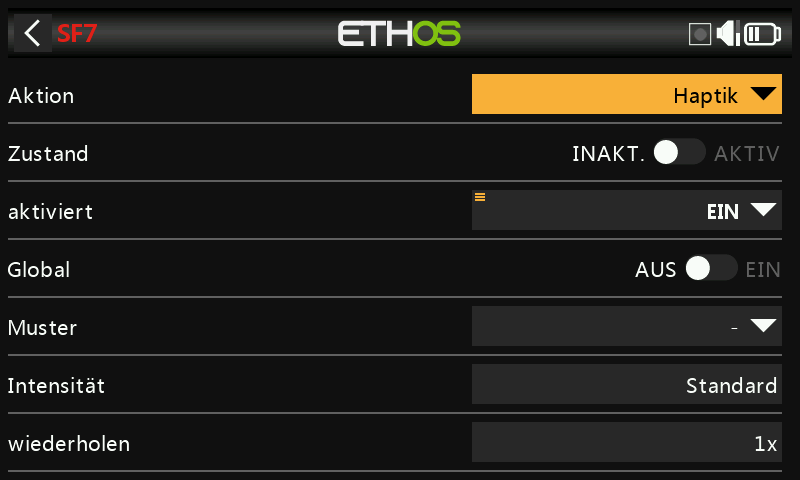 SF7 ETHOS
Aktion Haptik
Zustand INAKT. AKTIV
aktiviert EIN
Global AUS EIN
Muster -
Intensität Standard
wiederholen 1x